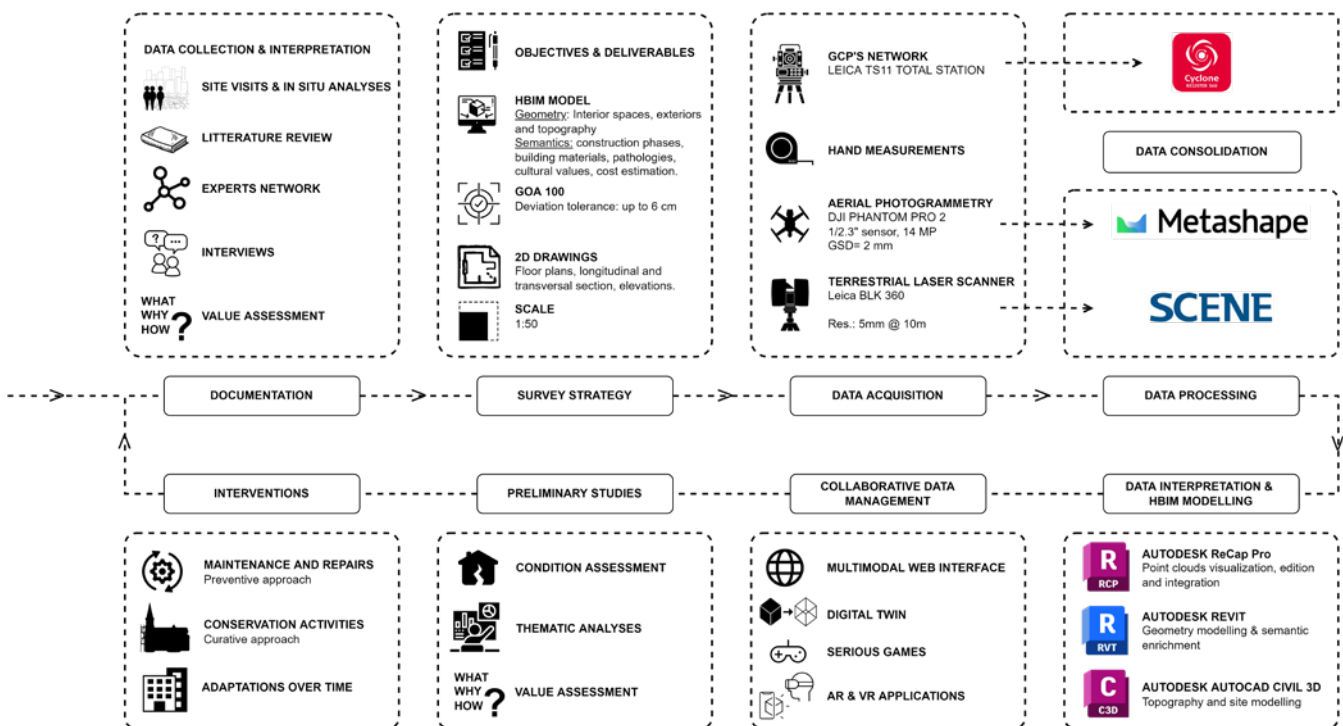 DATA COLLECTION & INTERPRETATION
SITE VISITS & IN SITU ANALYSES
LITTERATURE REVIEW
EXPERTS NETWORK
INTERVIEWS
WHAT
WHY
HOW ?
VALUE ASSESSMENT
OBJECTIVES & DELIVERABLES
HBIM MODEL
Geometry: Interior spaces, exteriors
and topography
Semantics: construction phases,
building materials, pathologies,
cultural values, cost estimation.
GOA 100
Deviation tolerance: up to 6 cm
2D DRAWINGS
Floor plans, longitudinal and
transversal section, elevations.
SCALE
1:50
GCP'S NETWORK
LEICA TS11 TOTAL STATION
HAND MEASUREMENTS
AERIAL PHOTOGRAMMETRY
DJI PHANTOM PRO 2
1/2.3" sensor, 14 MP
GSD= 2 mm
TERRESTRIAL LASER SCANNER
Leica BLK 360
Res.: 5mm @ 10m
Cyclone
REGISTER 360
DATA CONSOLIDATION
Metashape
SCENE
DOCUMENTATION
SURVEY STRATEGY
DATA ACQUISITION
DATA PROCESSING
INTERVENTIONS
PRELIMINARY STUDIES
COLLABORATIVE DATA
MANAGEMENT
DATA INTERPRETATION &
HBIM MODELLING
MAINTENANCE AND REPAIRS
Preventive approach
CONSERVATION ACTIVITIES
Curative approach
ADAPTATIONS OVER TIME
CONDITION ASSESSMENT
THEMATIC ANALYSES
WHAT
WHY
HOW ?
VALUE ASSESSMENT
MULTIMODAL WEB INTERFACE
DIGITAL TWIN
SERIOUS GAMES
AR & VR APPLICATIONS
R
RCP
AUTODESK ReCap Pro
Point clouds visualization, edition
and integration
R
RVT
AUTODESK REVIT
Geometry modelling & semantic
enrichment
C
C3D
AUTODESK AUTOCAD CIVIL 3D
Topography and site modelling